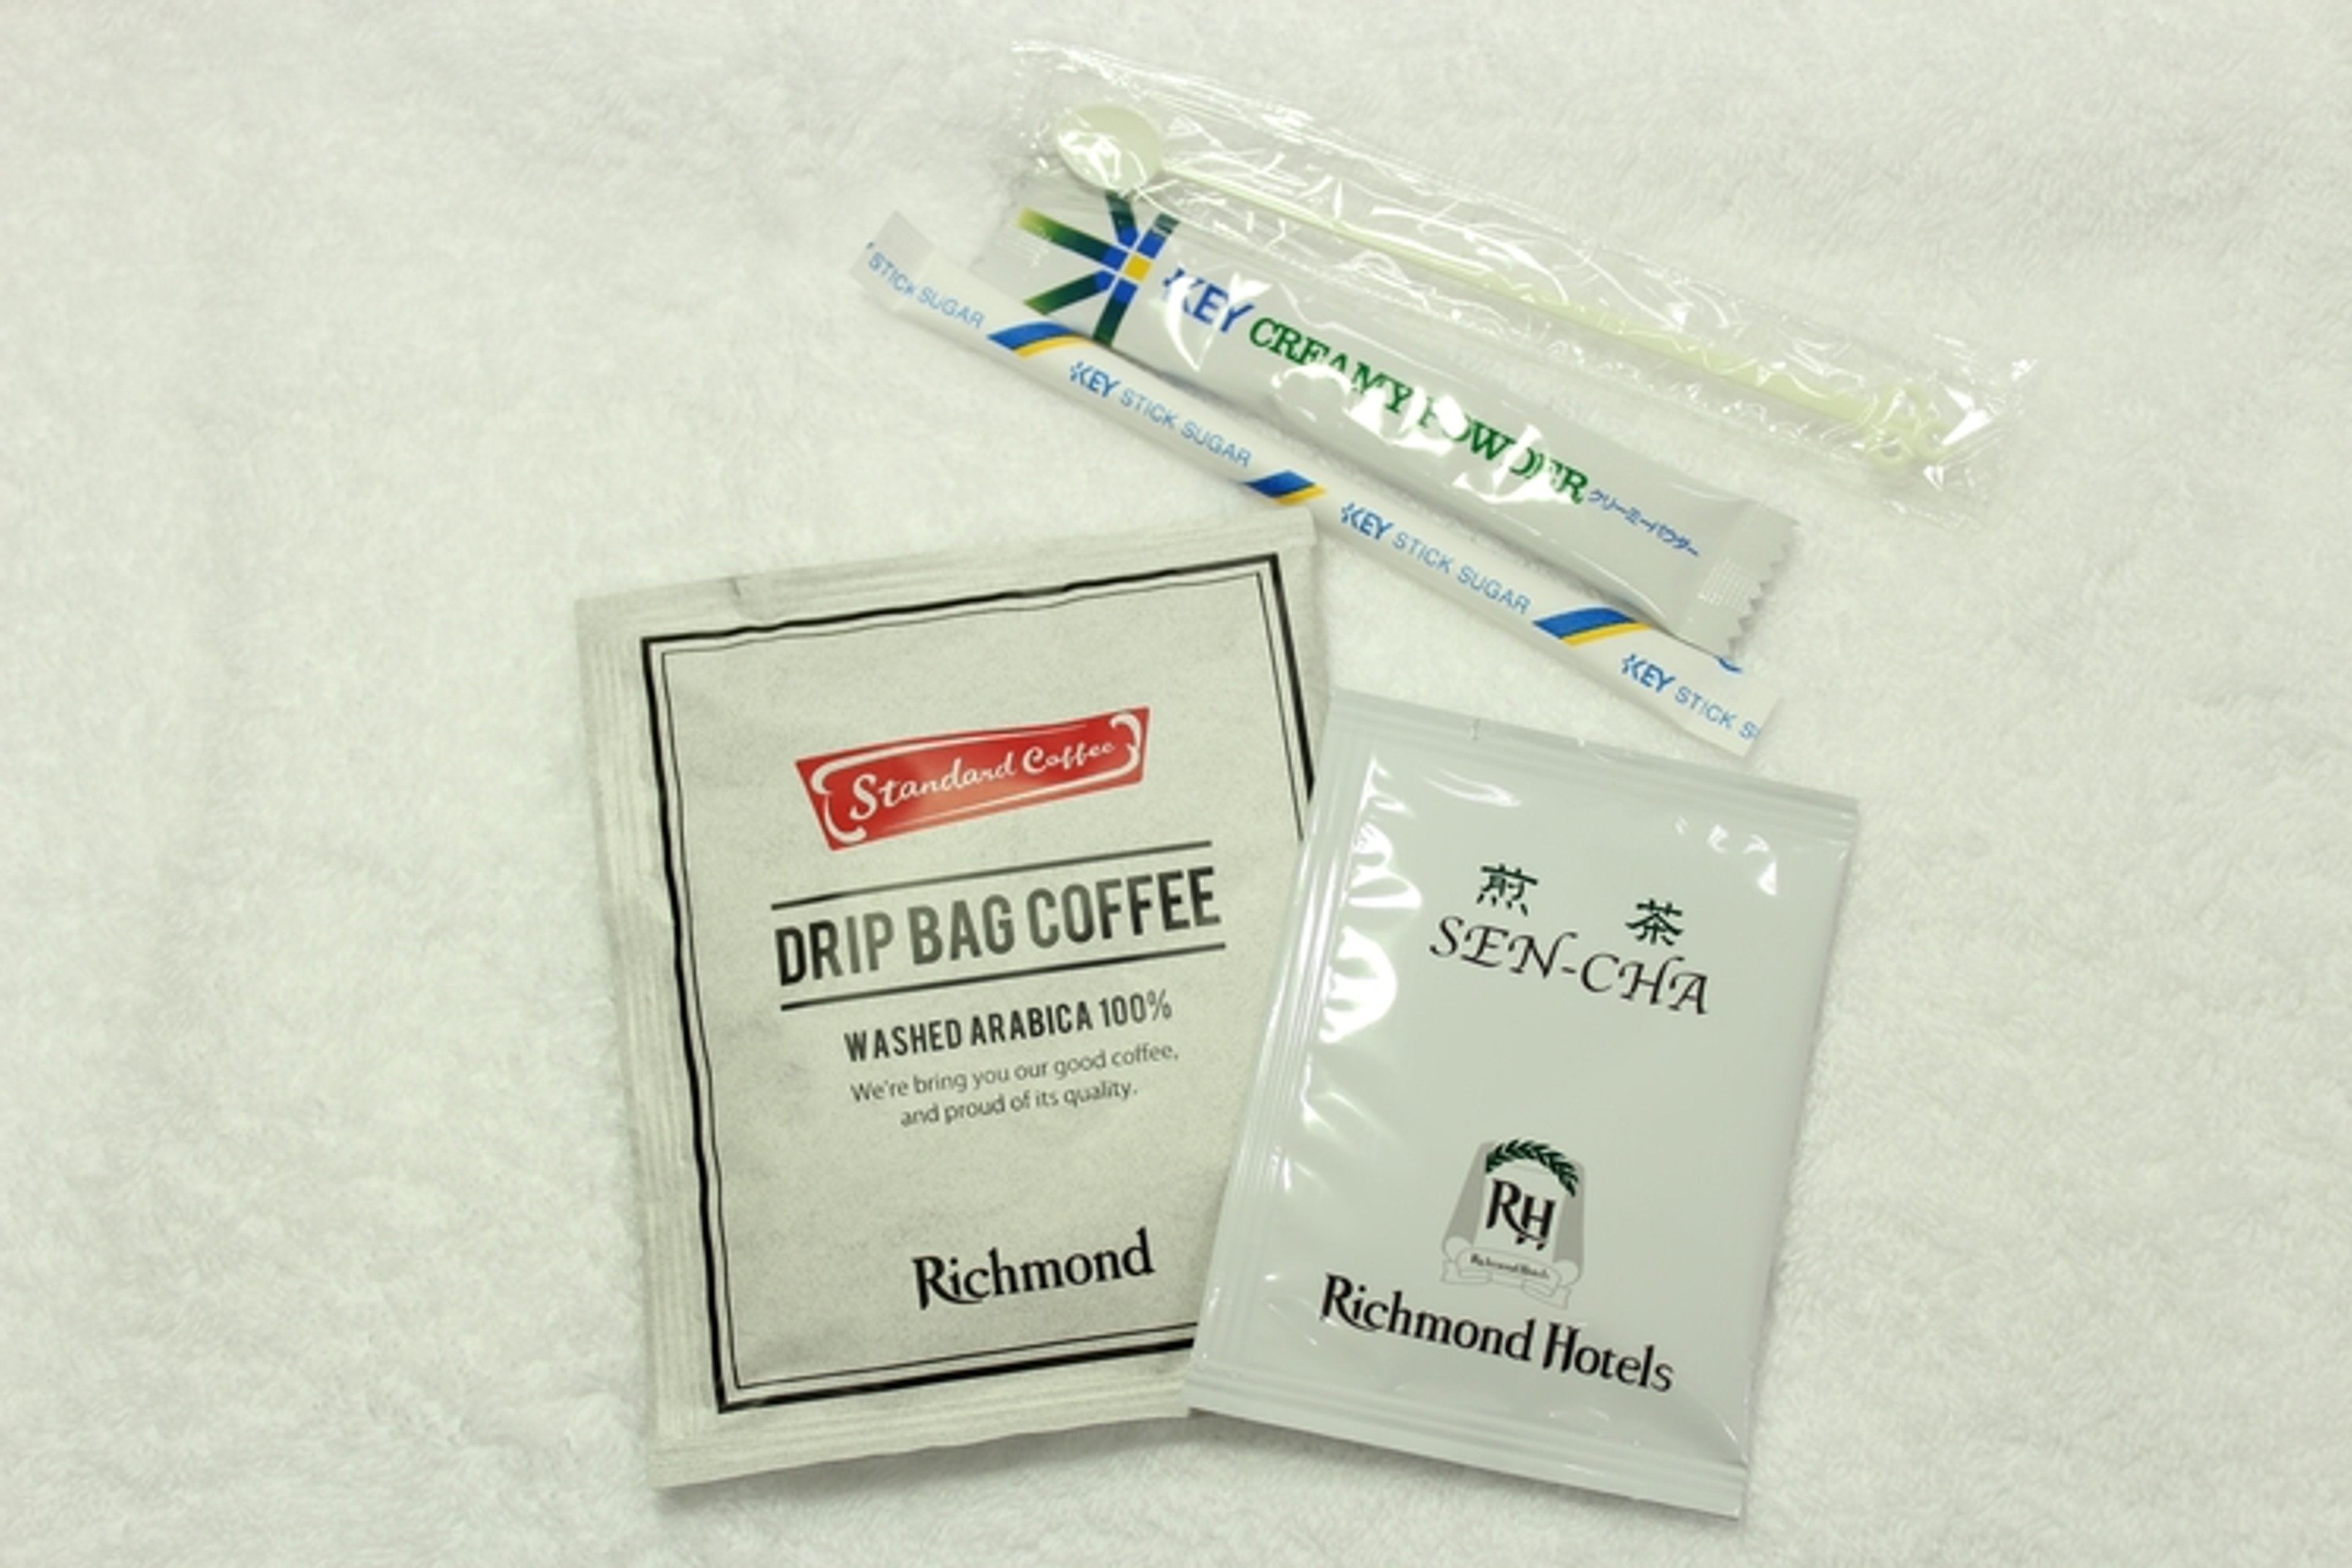 KEY CREAMY POWDER クリーミーパウダー
STICK SUGAR KEY STICK SUGAR KEY STICK SUGAR KEY STICK S
Standard Coffee
DRIP BAG COFFEE
WASHED ARABICA 100%
We're bring you our good coffee,
and proud of its quality.
Richmond
煎 茶
SEN-CHA
RH
Richmond Hotels
Richmond Hotels